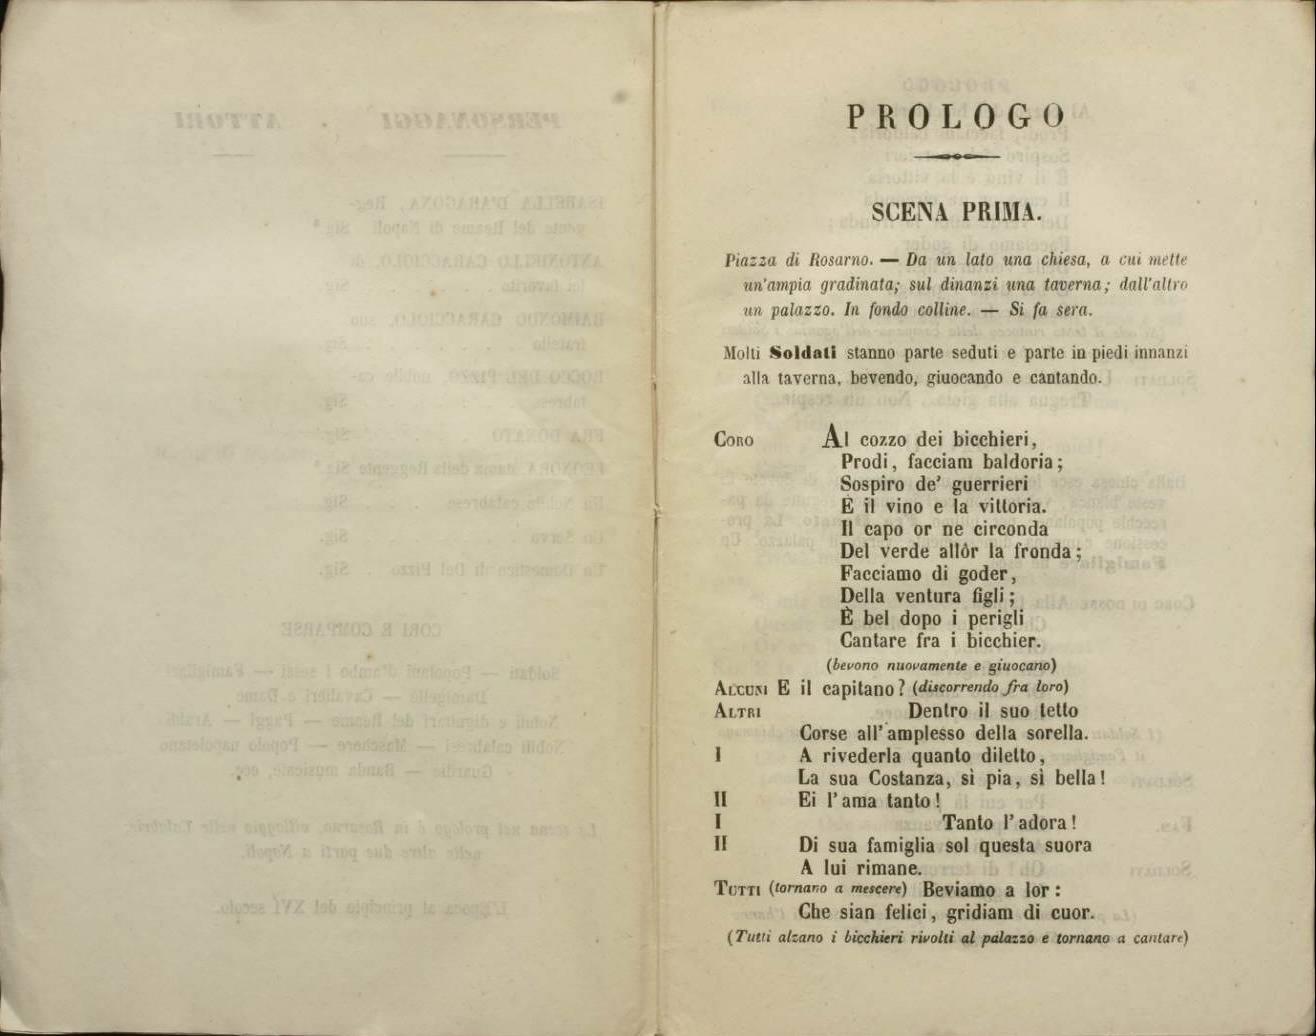 PROLOGO
SCENA PRIMA.
Piazza di Rosarno. — Da un lato una chiesa, a cui mette
un'ampia gradinata; sul dinanzi una taverna; dall'altro
un palazzo. In fondo colline. — Si fa sera.
Molti Soldati stanno parte seduti e parte in piedi innanzi
alla taverna, bevendo, giuocando e cantando.
CORO Al cozzo dei bicchieri,
Prodi, facciam baldoria;
Sospiro de' guerrieri
È il vino e la vittoria.
Il capo or ne circonda
Del verde allôr la fronda;
Facciamo di goder,
Della ventura figli;
È bel dopo i perigli
Cantare fra i bicchier.
(bevono nuovamente e giuocano)
ALCUNI E il capitano? (discorrendo fra loro)
ALTRI Dentro il suo tetto
Corse all'amplesso della sorella.
I A rivederla quanto diletto,
La sua Costanza, sì pia, sì bella!
II Ei l'ama tanto!
I Tanto l'adora!
II Di sua famiglia sol questa suora
A lui rimane.
TUTTI (tornano a mescere) Beviamo a lor:
Che sian felici, gridiam di cuor.
(Tutti alzano i bicchieri rivolti al palazzo e tornano a cantare)